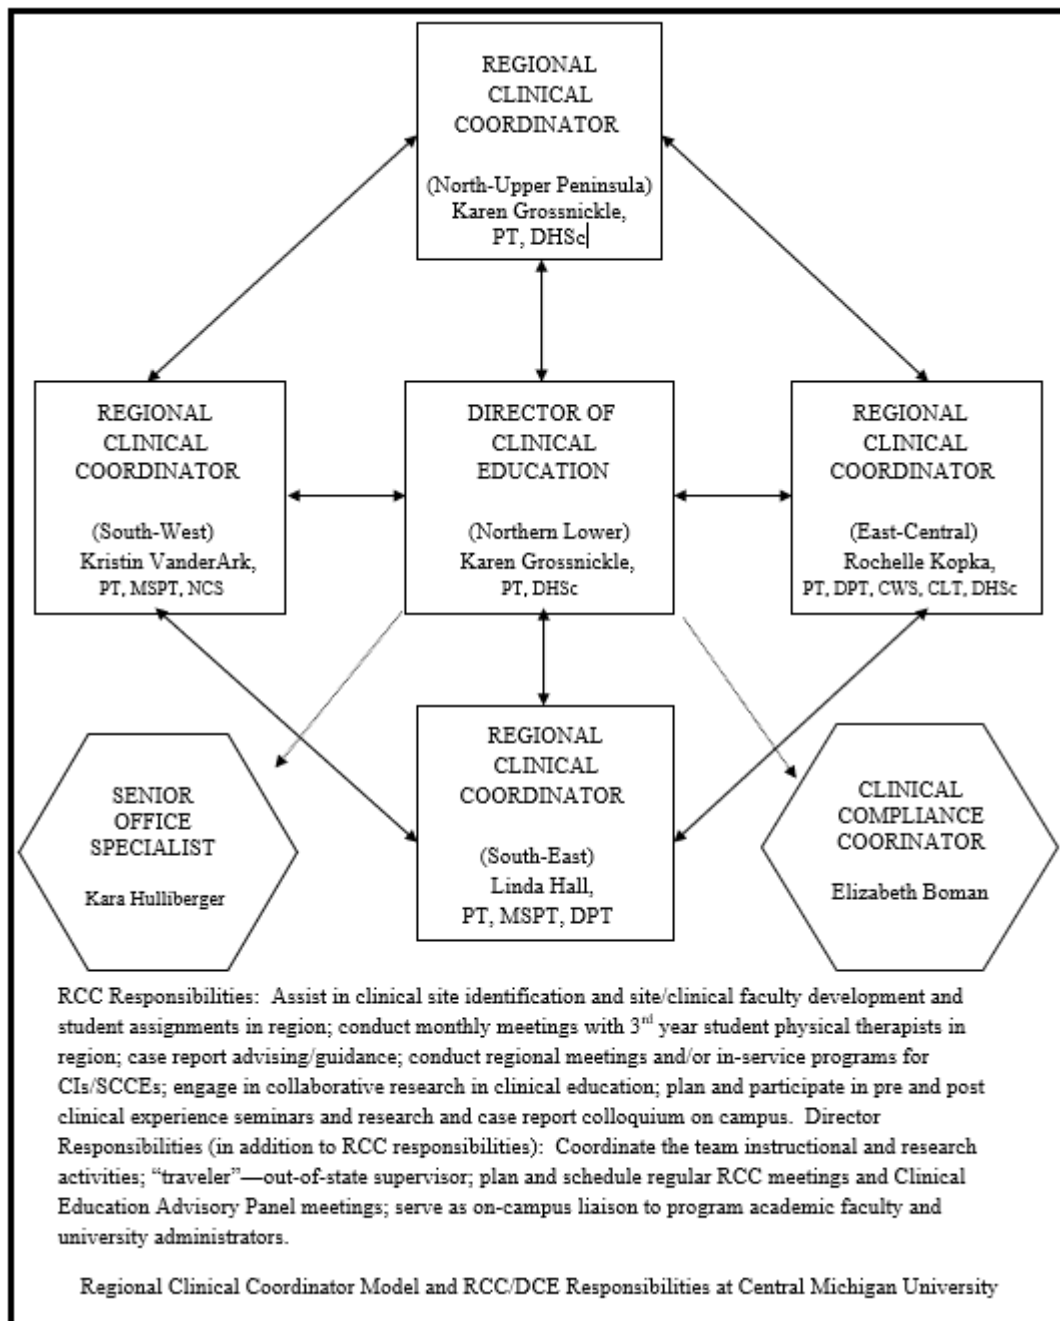 REGIONAL
CLINICAL
COORDINATOR
(North-Upper Peninsula)
Karen Grossnickle,
PT, DHSc
REGIONAL
CLINICAL
COORDINATOR
(South-West)
Kristin VanderArk,
PT, MSPT, NCS
DIRECTOR OF
CLINICAL
EDUCATION
(Northern Lower)
Karen Grossnickle,
PT, DHSc
REGIONAL
CLINICAL
COORDINATOR
(East-Central)
Rochelle Kopka,
PT, DPT, CWS, CLT, DHSc
SENIOR
OFFICE
SPECIALIST
Kara Hulliberger
REGIONAL
CLINICAL
COORDINATOR
(South-East)
Linda Hall,
PT, MSPT, DPT
CLINICAL
COMPLIANCE
COORINATOR
Elizabeth Boman
RCC Responsibilities:  Assist in clinical site identification and site/clinical faculty development and
student assignments in region; conduct monthly meetings with 3rd year student physical therapists in
region; case report advising/guidance; conduct regional meetings and/or in-service programs for
CIs/SCCEs; engage in collaborative research in clinical education; plan and participate in pre and post
clinical experience seminars and research and case report colloquium on campus.  Director
Responsibilities (in addition to RCC responsibilities):  Coordinate the team instructional and research
activities; “traveler”—out-of-state supervisor; plan and schedule regular RCC meetings and Clinical
Education Advisory Panel meetings; serve as on-campus liaison to program academic faculty and
university administrators.
Regional Clinical Coordinator Model and RCC/DCE Responsibilities at Central Michigan University